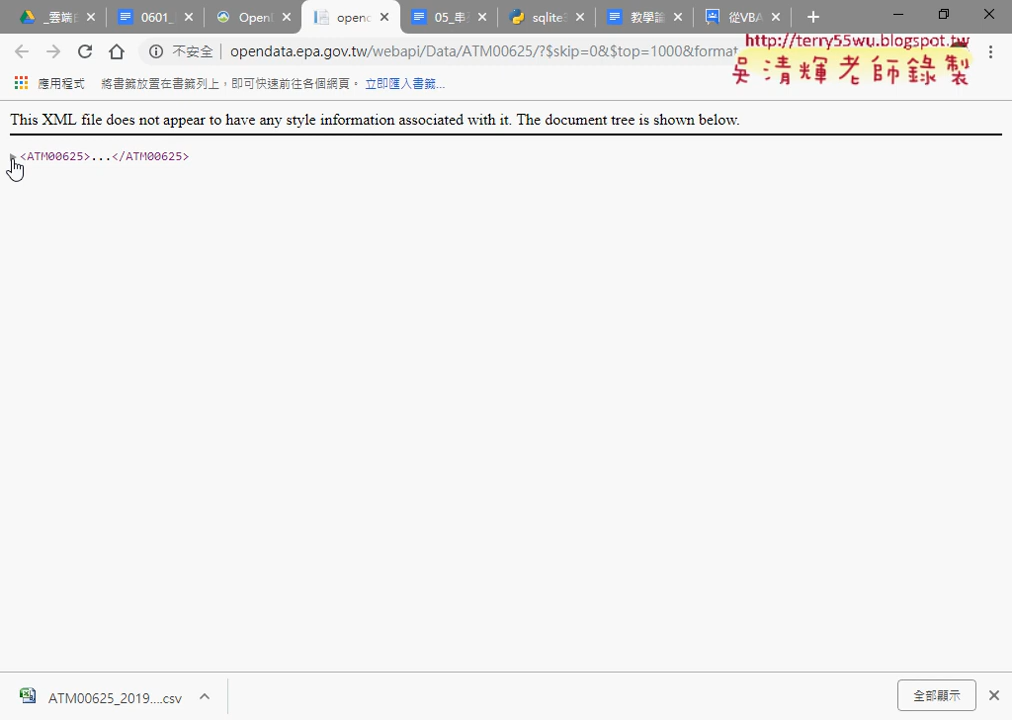 _雲端
0601_
OpenI
openc
05_串
sqlite3
教學論
從VBA
不安全
opendata.epa.gov.tw/webapi/Data/ATM00625/?$skip=0&$top=1000&format
http://terry55wu.blogspot.tw
吳清輝老師錄製
應用程式
將書籤放置在書籤列上，即可快速前往各個網頁。
立即匯入書籤...
This XML file does not appear to have any style information associated with it. The document tree is shown below.
<ATM00625>...</ATM00625>
ATM00625_2019....csv
全部顯示